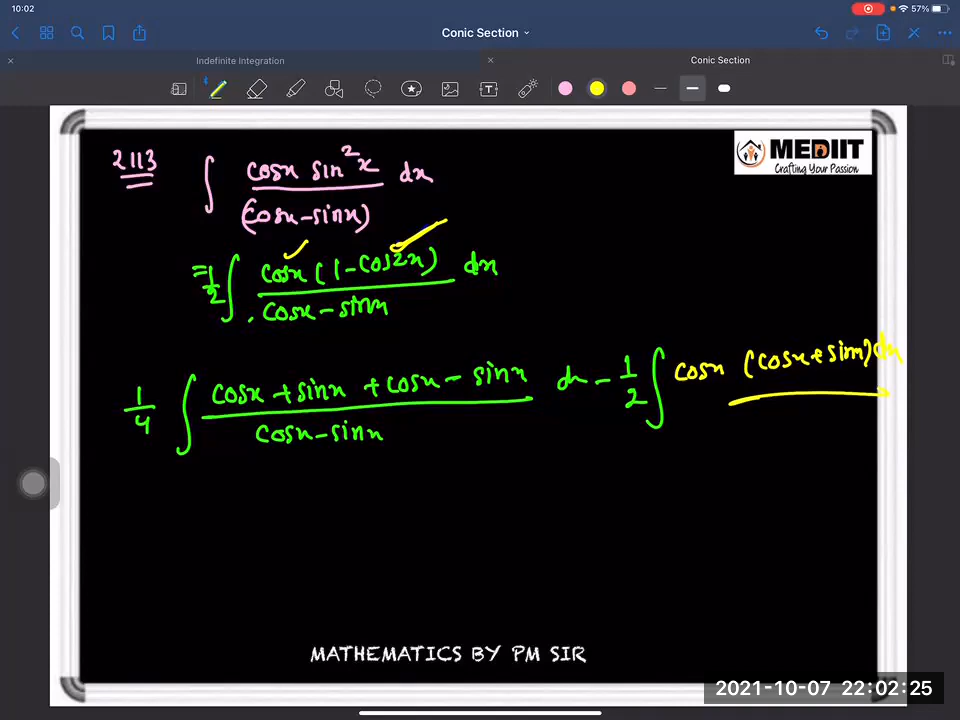 10:02
57%
Conic Section
Indefinite Integration
Conic Section
MEDIIT
Crafting Your Passion
2113 ∫ cosx sin²x / (cosx-sinx) dx
= 1/2 ∫ cosx (1-cos2x) / cosx-sinx dx
1/4 ∫ cosx+sinx+cosx-sinx / cosx-sinx dx - 1/2 ∫ cosx (cosx+sinx)dx
MATHEMATICS BY PM SIR
2021-10-07 22:02:25